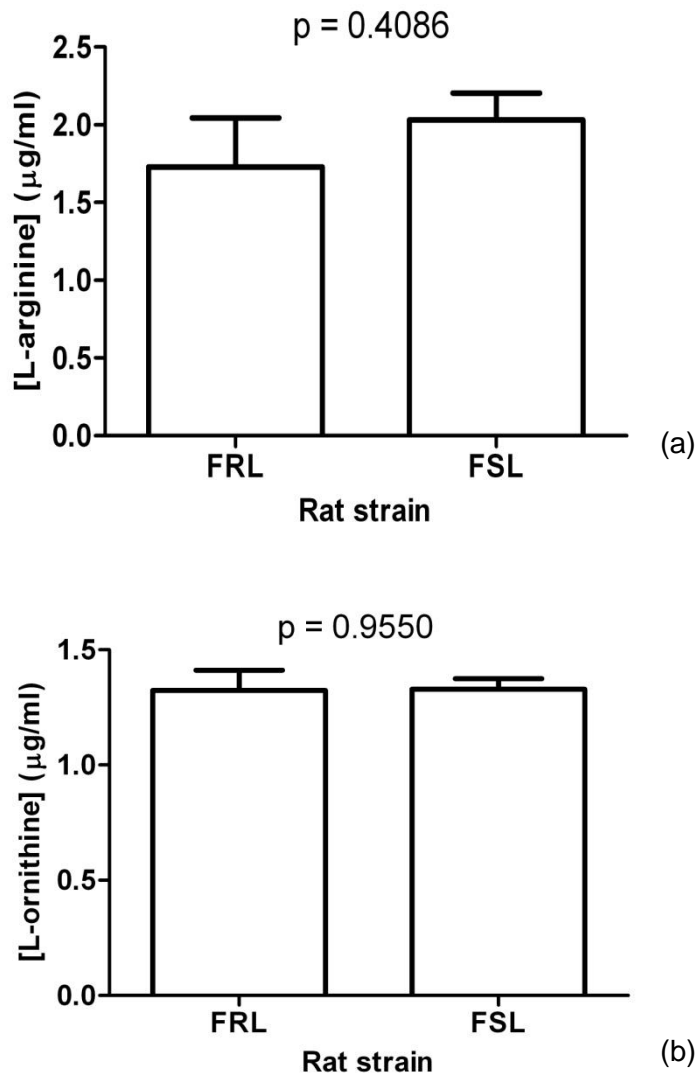 p = 0.4086
[L-arginine] (μg/ml)
2.5
2.0
1.5
1.0
0.5
0.0
FRL FSL
Rat strain
(a)
p = 0.9550
[L-ornithine] (μg/ml)
1.5
1.0
0.5
0.0
FRL FSL
Rat strain
(b)